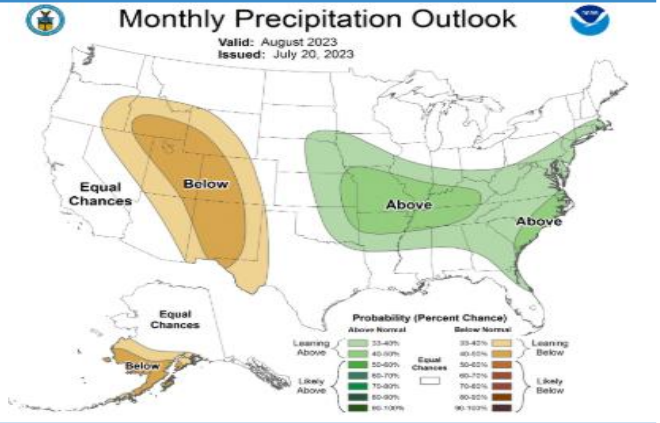 Monthly Precipitation Outlook
Valid: August 2023
Issued: July 20, 2023
Equal
Chances
Below
Above
Above
Equal
Chances
Below
Probability (Percent Chance)
Above Normal
Below Normal
Leaning
Above
33-40%
40-50%
Likely
Above
50-60%
60-70%
70-80%
80-90%
90-100%
Equal
Chances
33-40%
40-50%
Leaning
Below
50-60%
60-70%
70-80%
80-90%
90-100%
Likely
Below